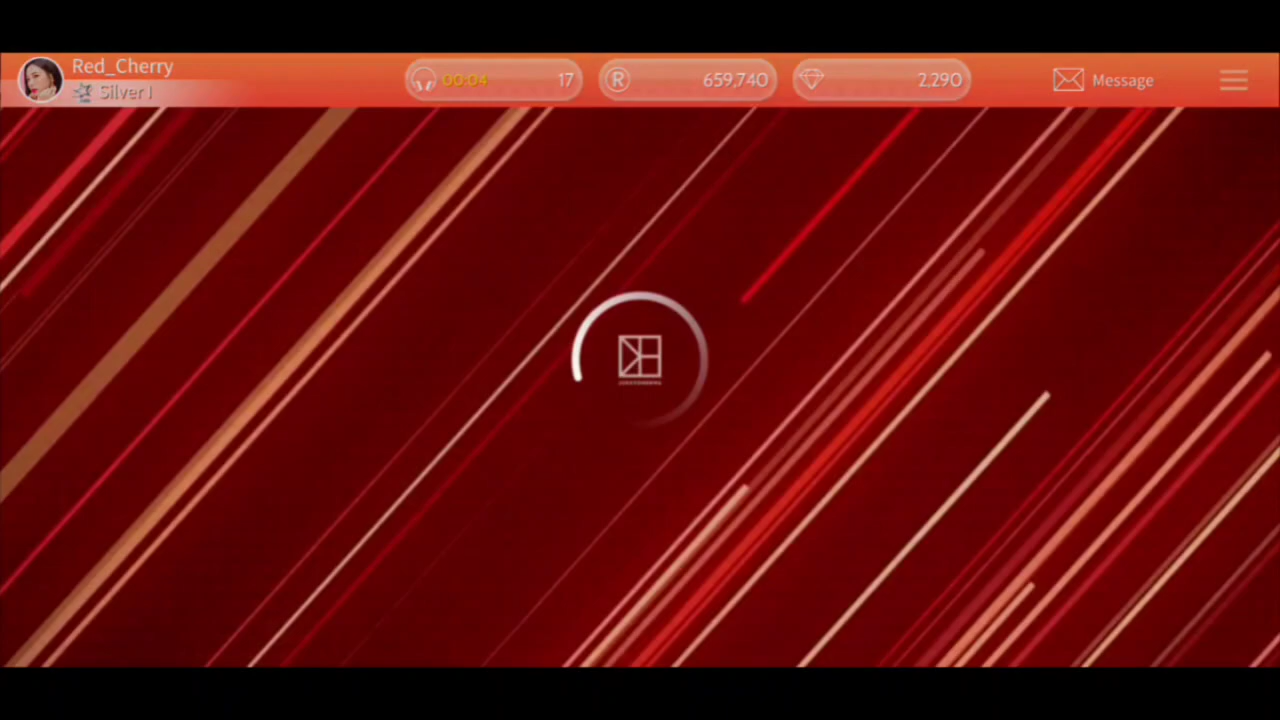 Red_Cherry
Silver I
00:04
17
R
659,740
2,290
Message